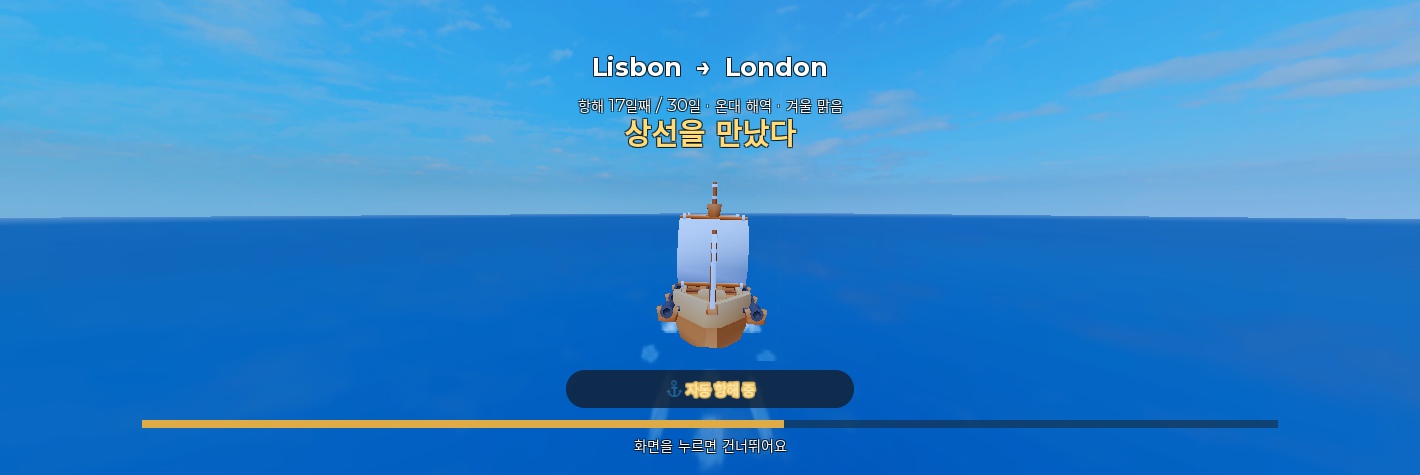 Lisbon → London
항해 17일째 / 30일 · 온대 해역 · 겨울 맑음
상선을 만났다
⚓ 자동 항해 중
화면을 누르면 건너뛰어요